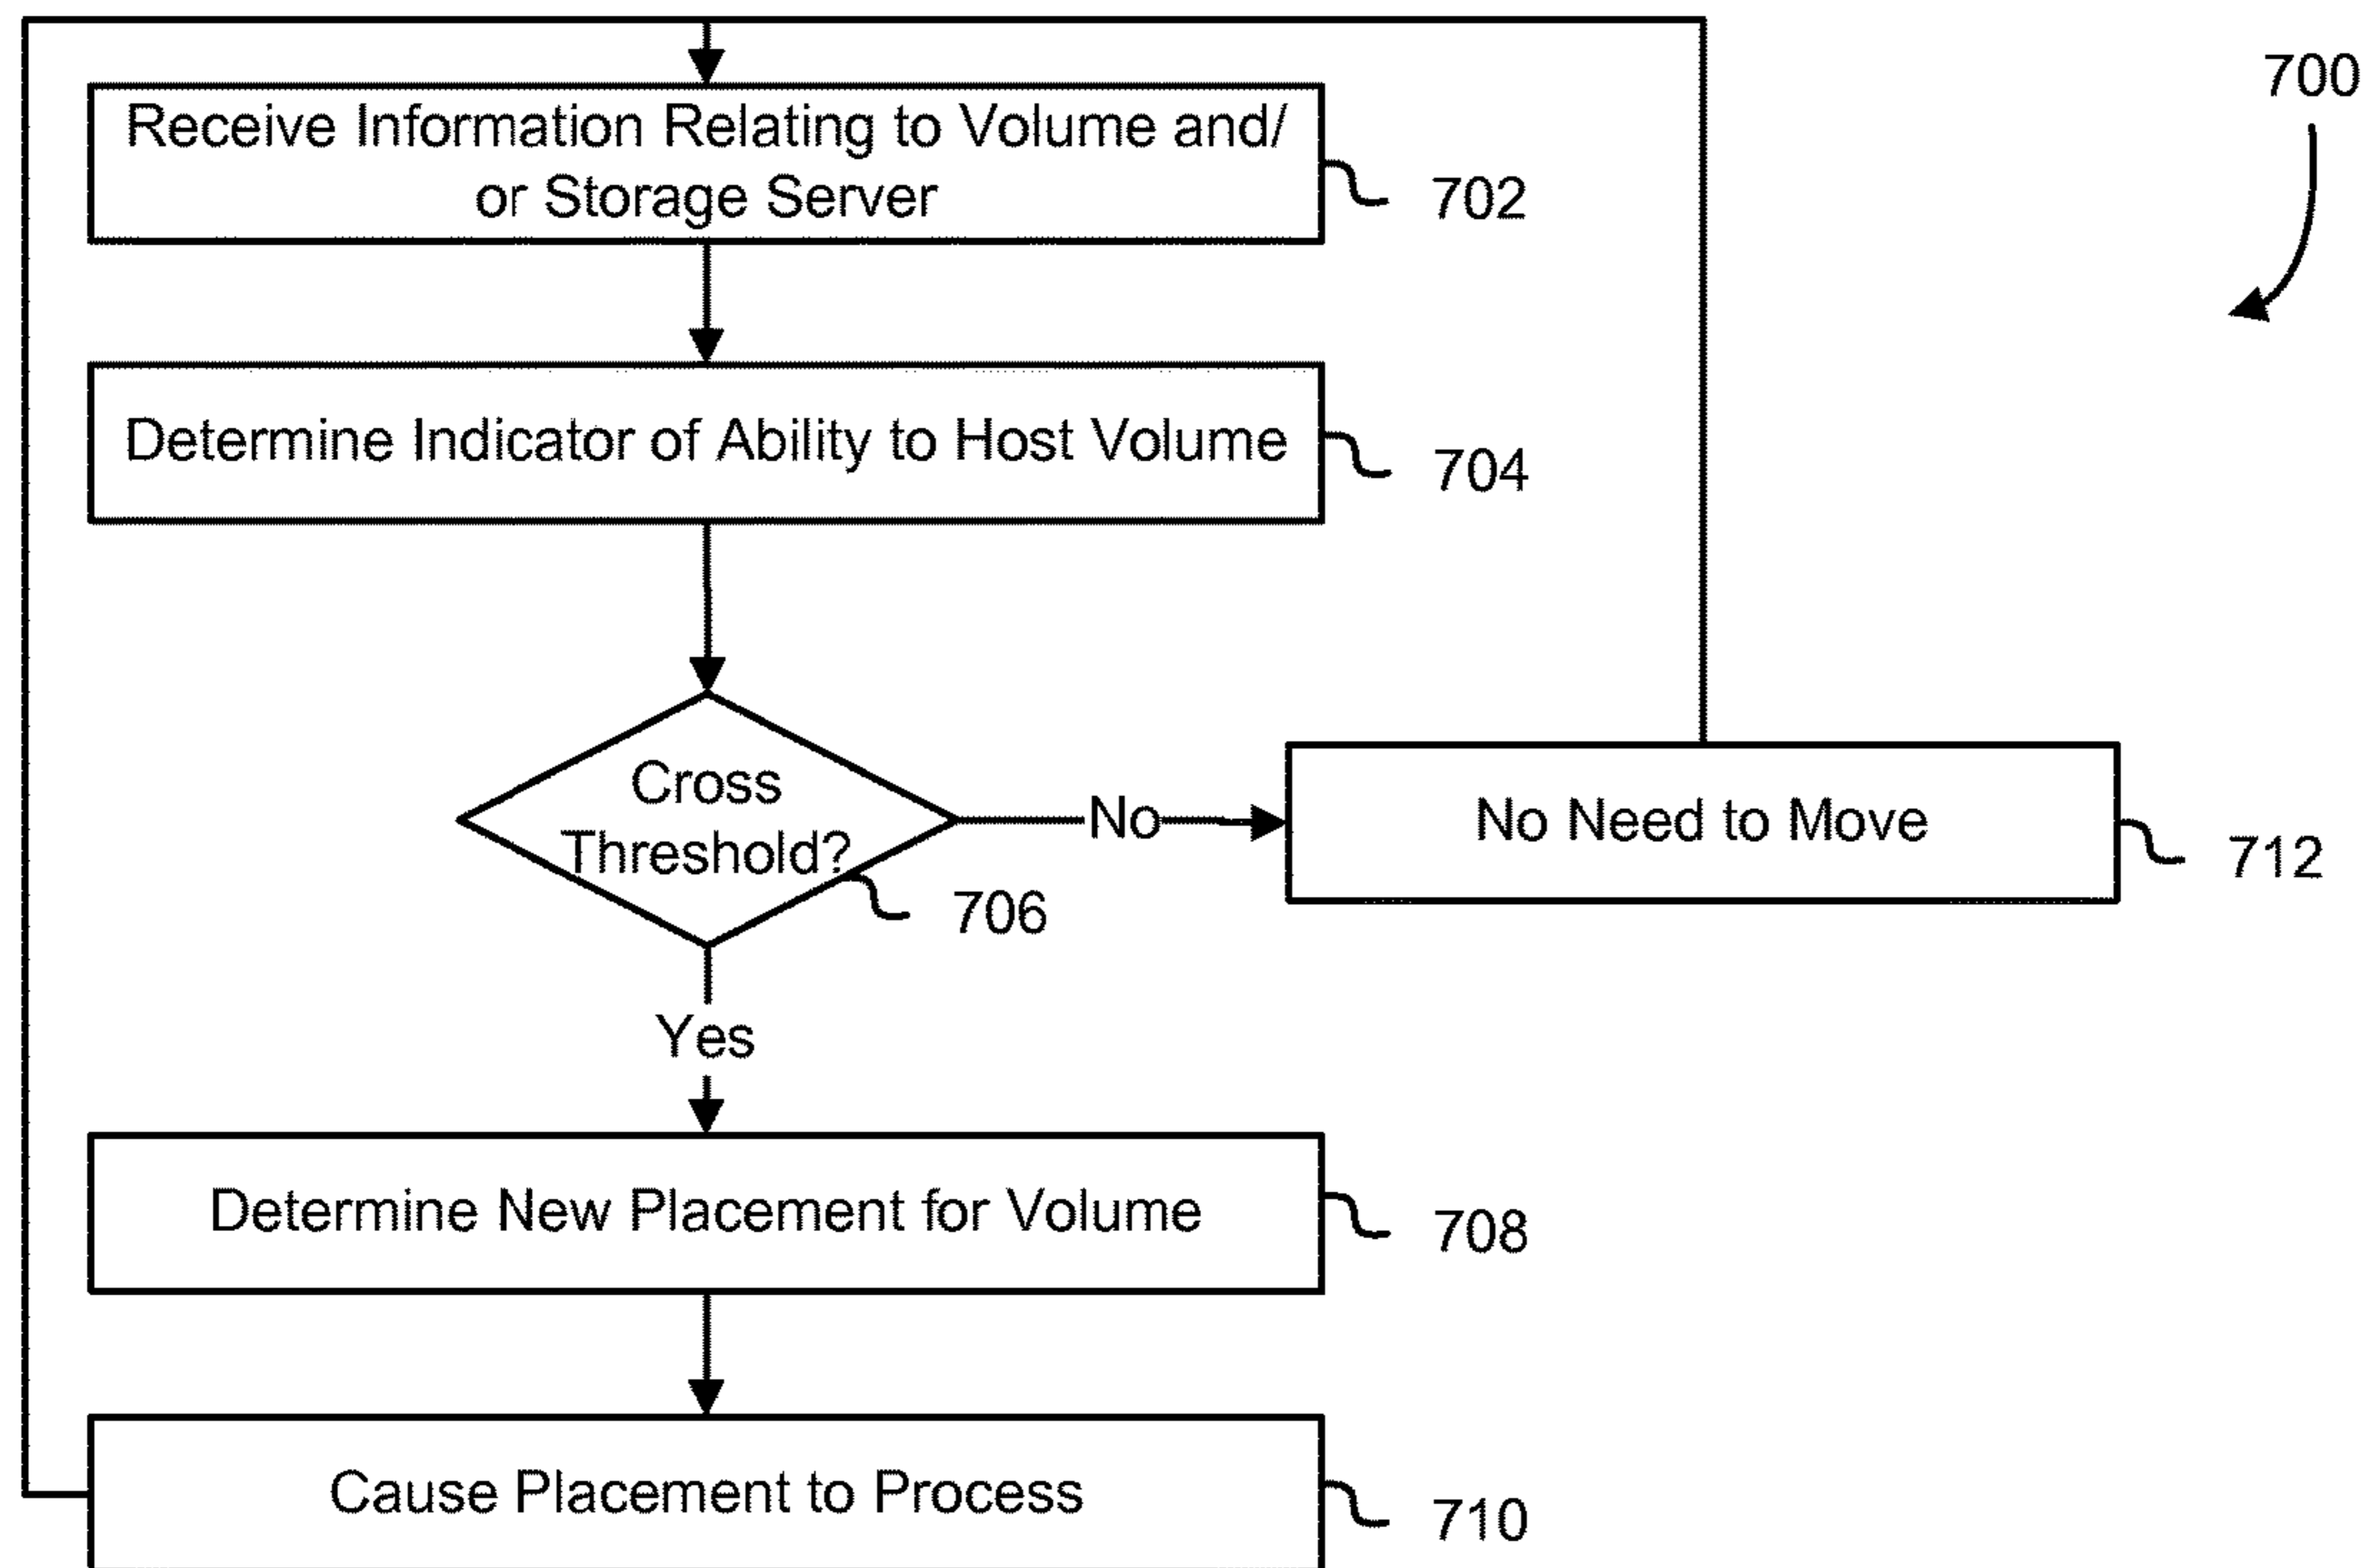 700
Receive Information Relating to Volume and/
or Storage Server
702
Determine Indicator of Ability to Host Volume
704
Cross
Threshold?
706
No
No Need to Move
712
Yes
Determine New Placement for Volume
708
Cause Placement to Process
710